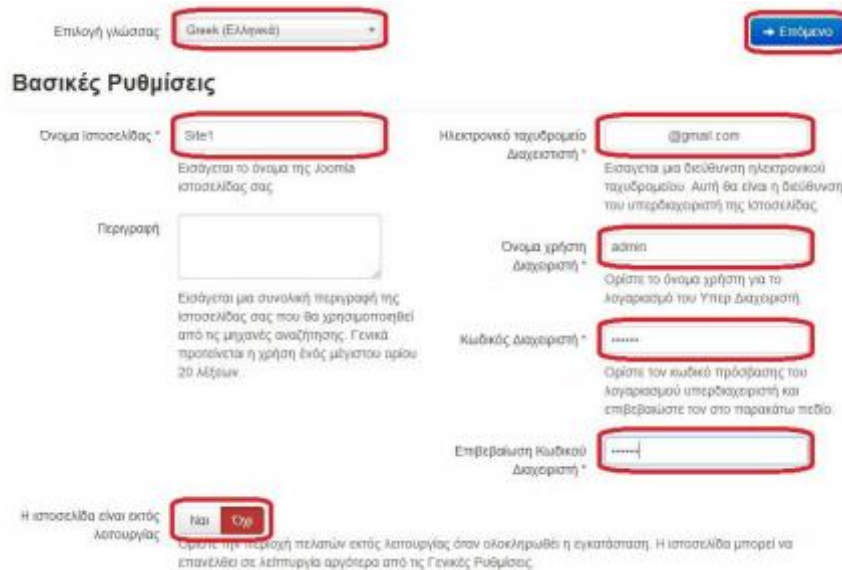 Επιλογή γλώσσας
Greek (Ελληνικά)
Επόμενο
Βασικές Ρυθμίσεις
Όνομα Ιστοσελίδας *
Site1
Εισάγεται το όνομα της Joomla
ιστοσελίδας σας
Περιγραφή
Εισάγεται μια συνολική περιγραφή της
ιστοσελίδας σας που θα χρησιμοποιηθεί
από τις μηχανές αναζήτησης. Γενικά
προτείνεται η χρήση ένός μέγιστου ορίου
20 λέξεων.
Ηλεκτρονικό ταχυδρομείο
Διαχειστιστή *
@gmail.com
Εισαγεται μια διεύθυνση ηλεκτρονικού
ταχυδρομείου. Αυτή θα είναι η διεύθυνση
του υπερδιαχειριστή της Ιστοσελίδας.
Όνομα χρήστη
Διαχειριστή *
admin
Ορίστε το όνομα χρήστη για το
λογαριασμό του Υπερ Διαχειριστή.
Κωδικός Διαχειριστή *
••••••
Ορίστε τον κωδικό πρόσβασης του
λογαριασμού υπερδιαχειριστή και
επιβεβαιώστε τον στο παρακάτω πεδίο.
Επιβεβαίωση Κωδικού
Διαχειριστή *
••••••
Η ιστοσελίδα είναι εκτός
λειτουργίας
Ναι Όχι
Ορίστε την περιοχή πελατών εκτός λειτουργίας όταν ολοκληρωθεί η εγκατάσταση. Η ιστοσελίδα μπορεί να
επανέλθει σε λείτιυργία αργότερα από τις Γενικές Ρυθμίσεις.